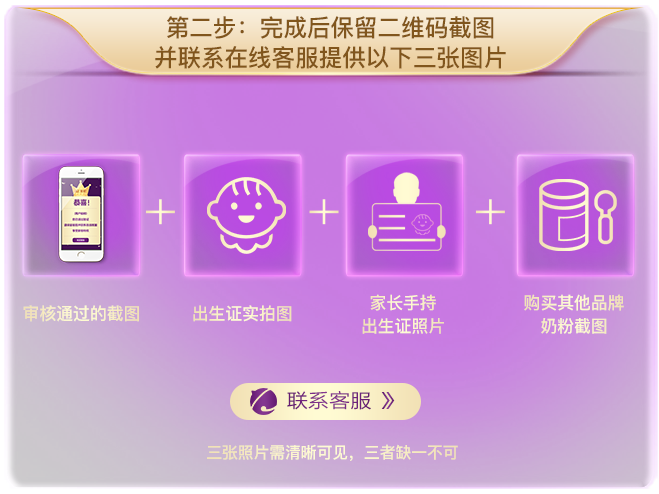 第二步：完成后保留二维码截图
并联系在线客服提供以下三张图片
恭喜!
审核通过的截图
出生证实拍图
家长手持
出生证照片
购买其他品牌
奶粉截图
联系客服 》
三张照片需清晰可见，三者缺一不可